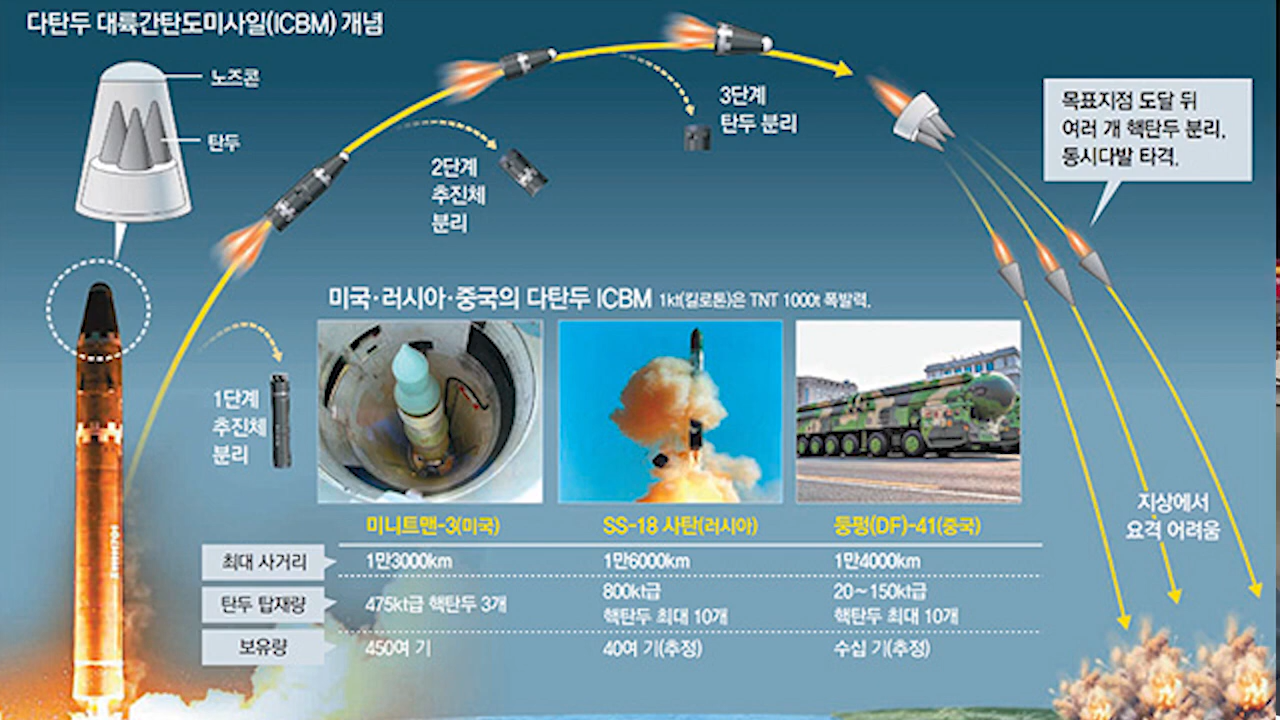 다탄두 대륙간탄도미사일(ICBM) 개념
노즈콘
탄두
1단계
추진체
분리
2단계
추진체
분리
3단계
탄두 분리
목표지점 도달 뒤
여러 개 핵탄두 분리,
동시다발 타격.
지상에서
요격 어려움
미국·러시아·중국의 다탄두 ICBM 1kt(킬로톤)은 TNT 1000t 폭발력.
미니트맨-3(미국) SS-18 사탄(러시아) 둥펑(DF)-41(중국)
최대 사거리 1만3000km 1만6000km 1만4000km
탄두 탑재량 475kt급 핵탄두 3개 800kt급 핵탄두 최대 10개 20~150kt급 핵탄두 최대 10개
보유량 450여 기 40여 기(추정) 수십 기(추정)